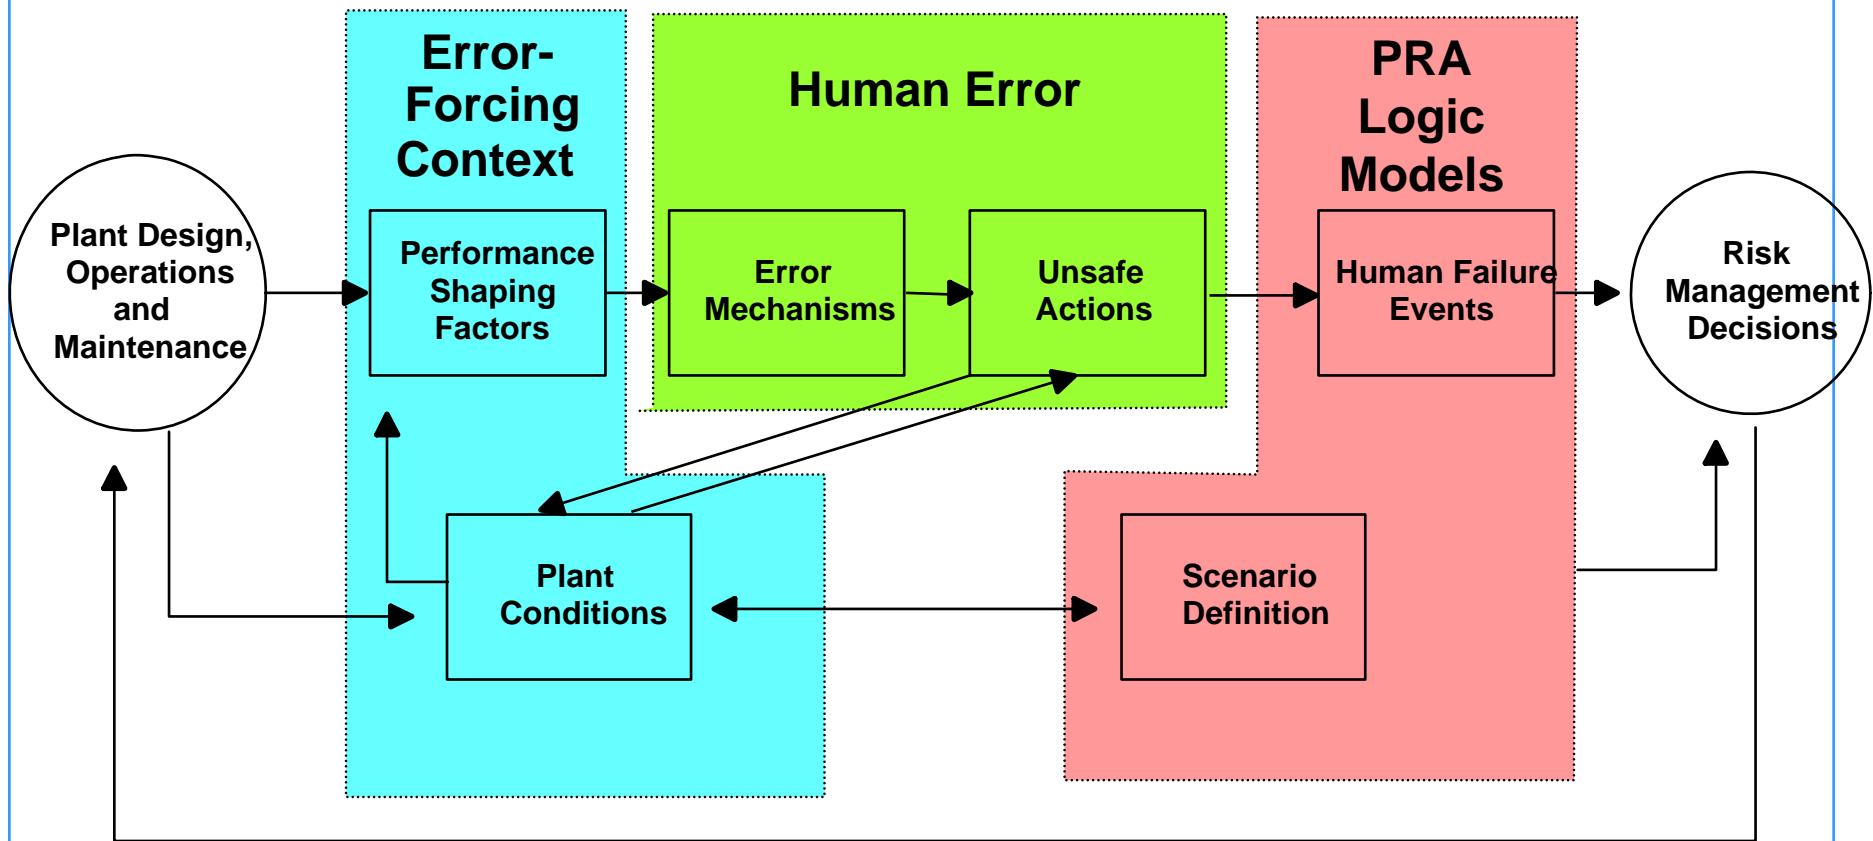 Error-
Forcing
Context
Human Error
PRA
Logic
Models
Plant Design,
Operations
and
Maintenance
Performance
Shaping
Factors
Error
Mechanisms
Unsafe
Actions
Human Failure
Events
Risk
Management
Decisions
Plant
Conditions
Scenario
Definition